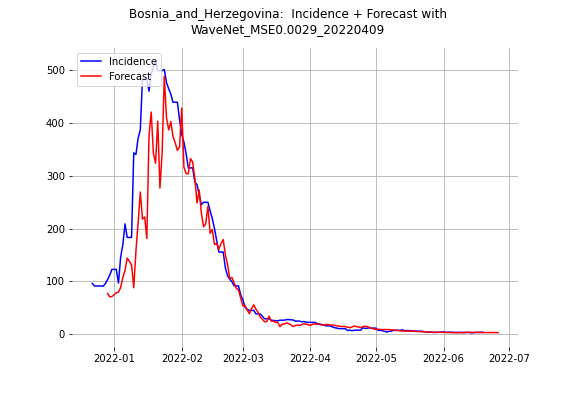 Bosnia_and_Herzegovina:  Incidence + Forecast with
WaveNet_MSE0.0029_20220409
Incidence
Forecast
500
400
300
200
100
0
2022-01 2022-02 2022-03 2022-04 2022-05 2022-06 2022-07